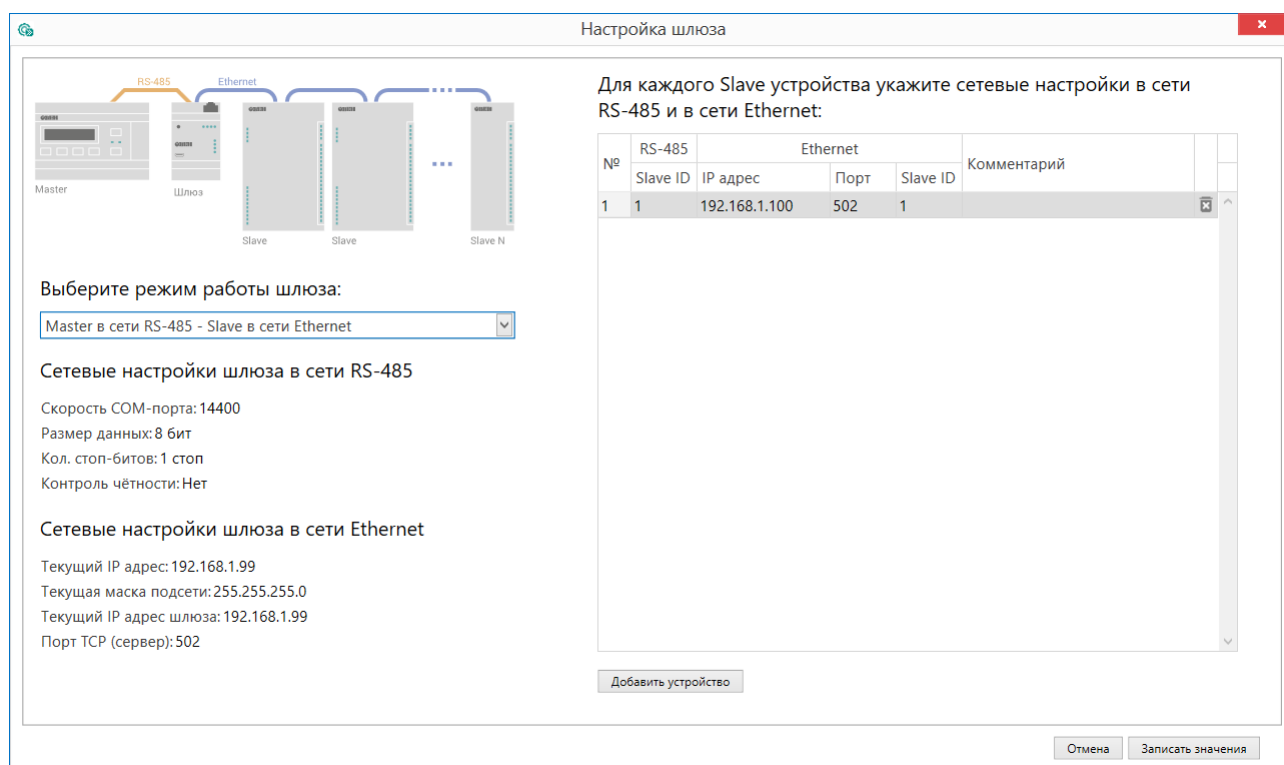 Настройка шлюза
RS-485
Ethernet
Master
Шлюз
Slave
Slave
Slave N
Выберите режим работы шлюза:
Master в сети RS-485 - Slave в сети Ethernet
Сетевые настройки шлюза в сети RS-485
Скорость COM-порта: 14400
Размер данных: 8 бит
Кол. стоп-битов: 1 стоп
Контроль чётности: Нет
Сетевые настройки шлюза в сети Ethernet
Текущий IP адрес: 192.168.1.99
Текущая маска подсети: 255.255.255.0
Текущий IP адрес шлюза: 192.168.1.99
Порт TCP (сервер): 502
Для каждого Slave устройства укажите сетевые настройки в сети
RS-485 и в сети Ethernet:
№ RS-485 Ethernet Комментарий
Slave ID IP адрес Порт Slave ID
1 1 192.168.1.100 502 1
Добавить устройство
Отмена Записать значения